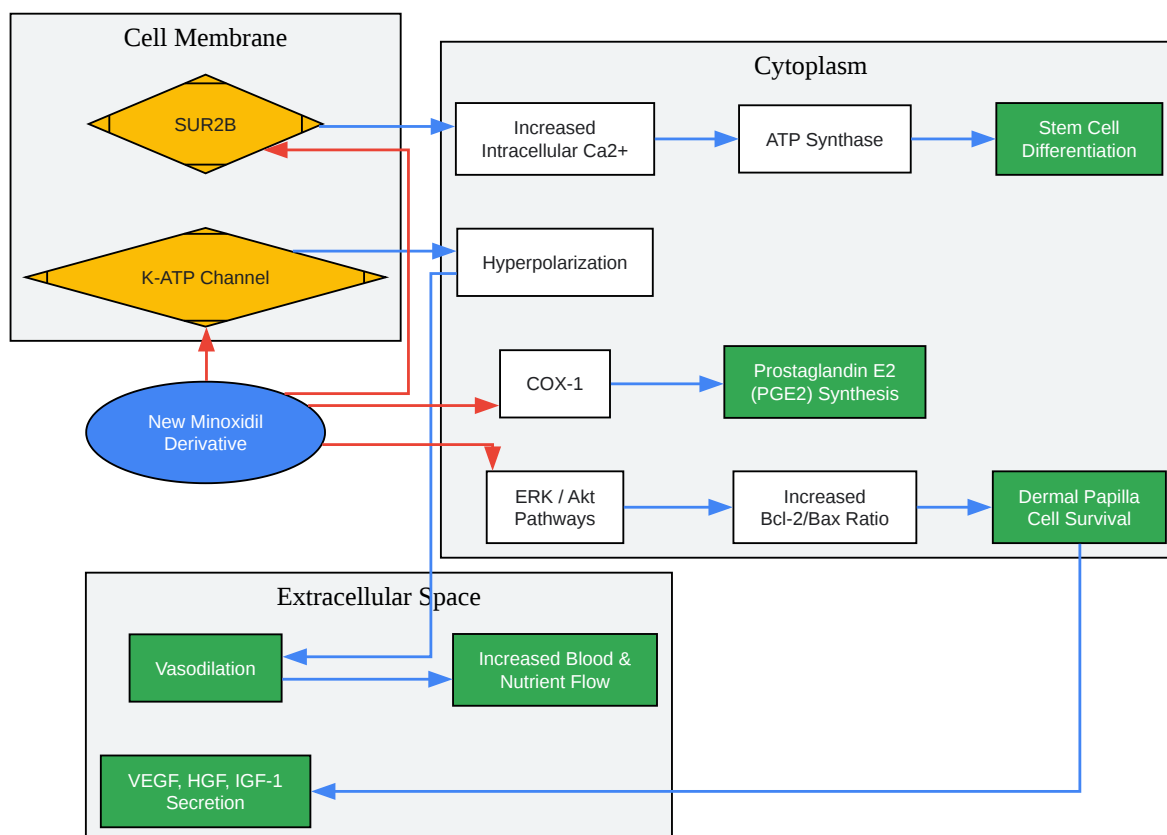 Cell Membrane
SUR2B
K-ATP Channel
New Minoxidil
Derivative
Cytoplasm
Increased
Intracellular Ca2+
ATP Synthase
Stem Cell
Differentiation
Hyperpolarization
COX-1
Prostaglandin E2
(PGE2) Synthesis
ERK / Akt
Pathways
Increased
Bcl-2/Bax Ratio
Dermal Papilla
Cell Survival
Extracellular Space
Vasodilation
Increased Blood &
Nutrient Flow
VEGF, HGF, IGF-1
Secretion